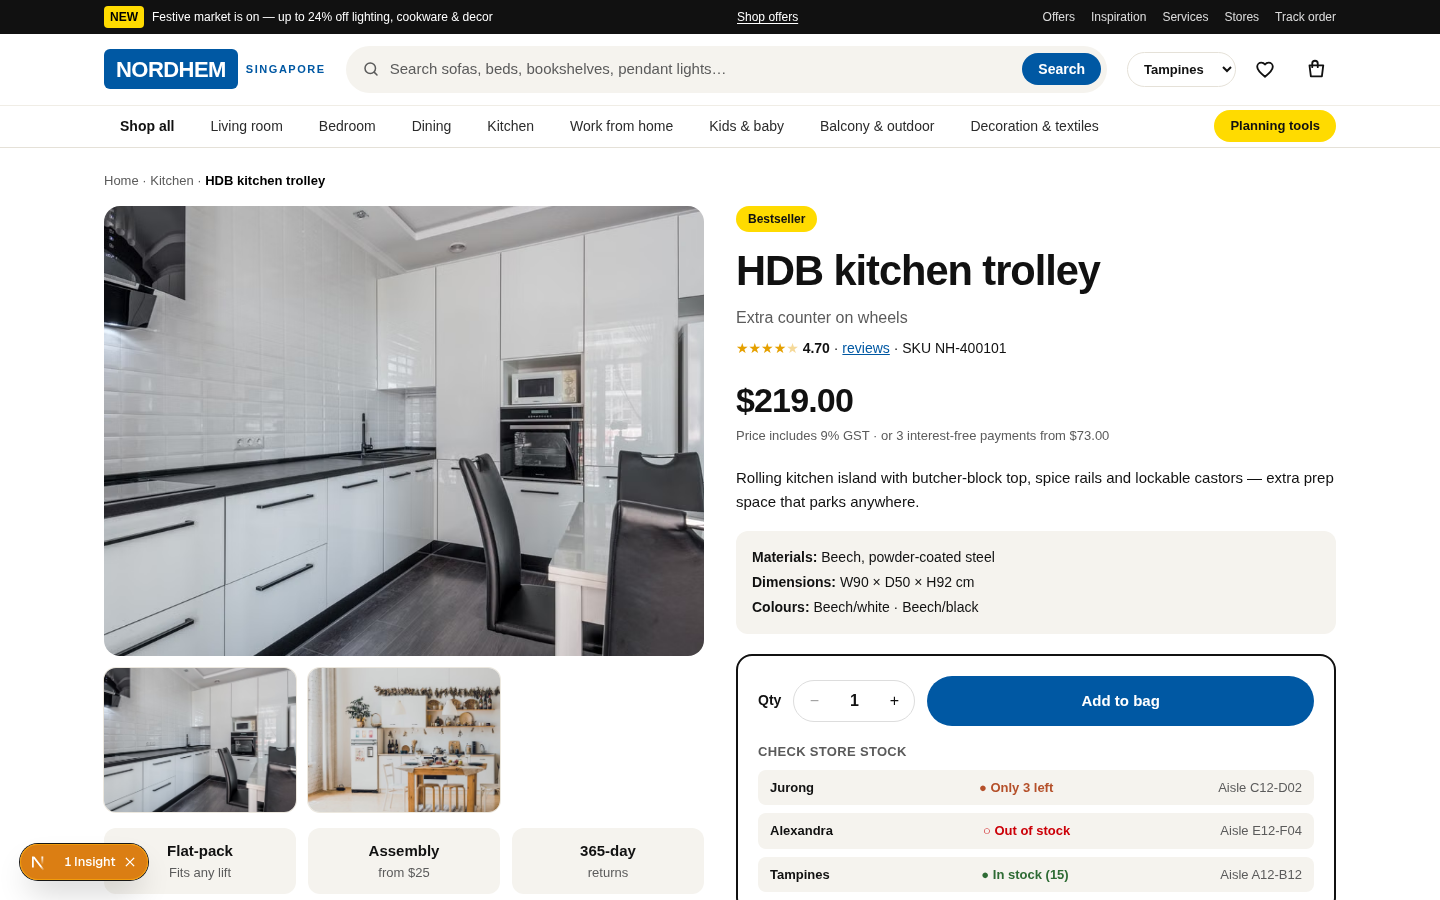 NEW Festive market is on — up to 24% off lighting, cookware & decor Shop offers Offers Inspiration Services Stores Track order
NORDHEM SINGAPORE Search sofas, beds, bookshelves, pendant lights… Search Tampines
Shop all Living room Bedroom Dining Kitchen Work from home Kids & baby Balcony & outdoor Decoration & textiles Planning tools
Home · Kitchen · HDB kitchen trolley
Bestseller
HDB kitchen trolley
Extra counter on wheels
★★★★★ 4.70 · reviews · SKU NH-400101
$219.00
Price includes 9% GST · or 3 interest-free payments from $73.00
Rolling kitchen island with butcher-block top, spice rails and lockable castors — extra prep
space that parks anywhere.
Materials: Beech, powder-coated steel
Dimensions: W90 × D50 × H92 cm
Colours: Beech/white · Beech/black
Qty − 1 + Add to bag
CHECK STORE STOCK
Jurong ● Only 3 left Aisle C12-D02
Alexandra ○ Out of stock Aisle E12-F04
Tampines ● In stock (15) Aisle A12-B12
Flat-pack
Fits any lift
Assembly
from $25
365-day
returns
N 1 Insight